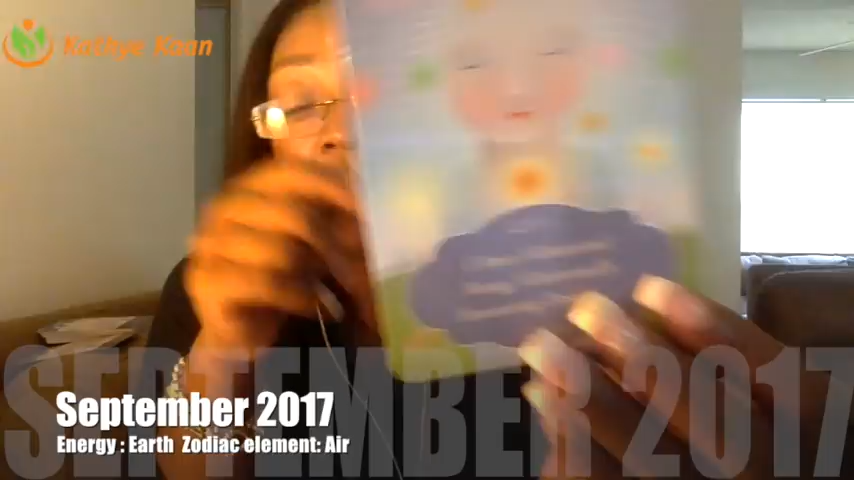 Kathye Kaan
SEPTEMBER 2017
September 2017
Energy : Earth Zodiac element: Air